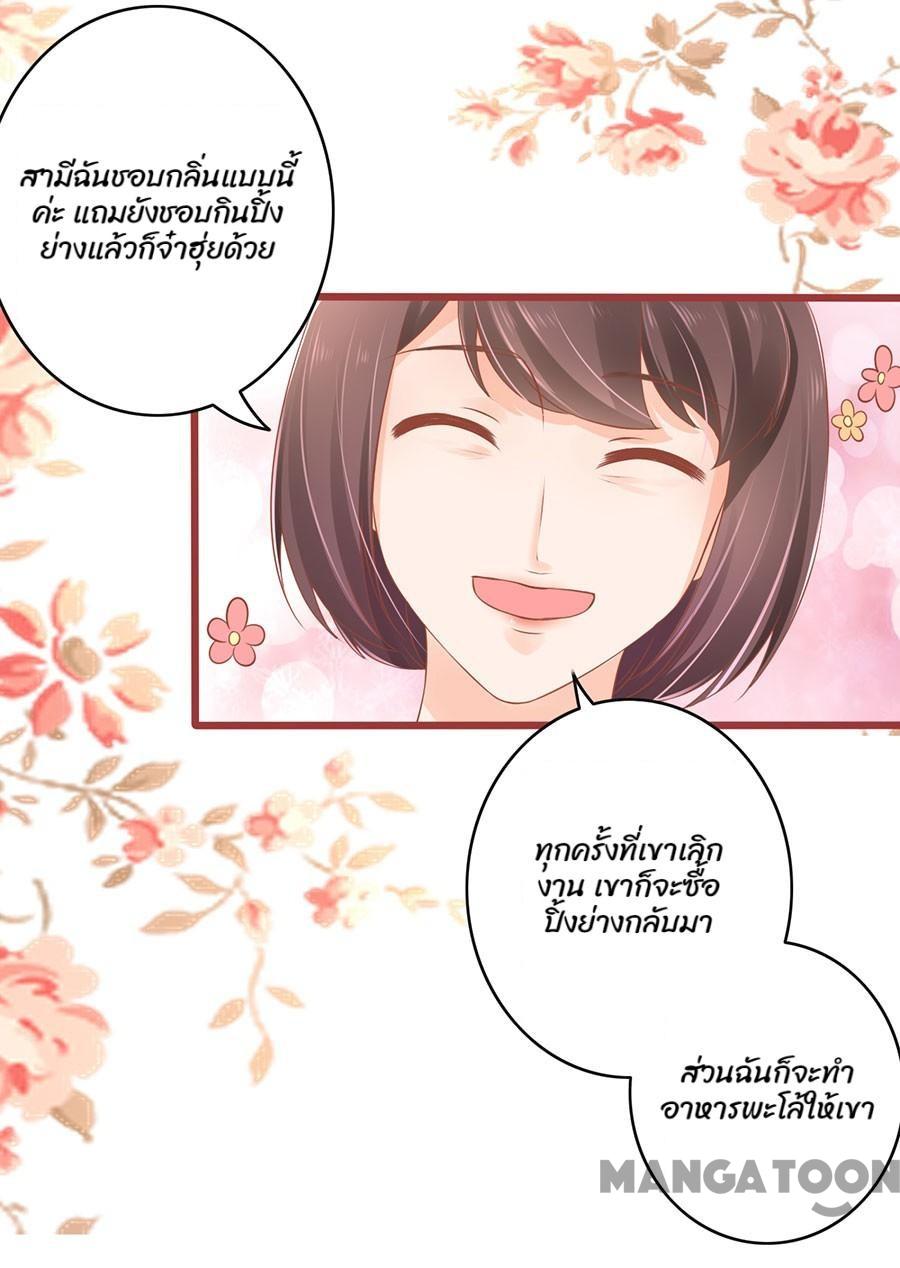 สามีฉันชอบกลิ่นแบบนี้
ค่ะ แถมยังชอบกินปิ้ง
ย่างแล้วก็จ๋าฮุ่ยด้วย
ทุกครั้งที่เขาเลิก
งาน เขาก็จะซื้อ
ปิ้งย่างกลับมา
ส่วนฉันก็จะทำ
อาหารพะโล้ให้เขา
MANGATOON